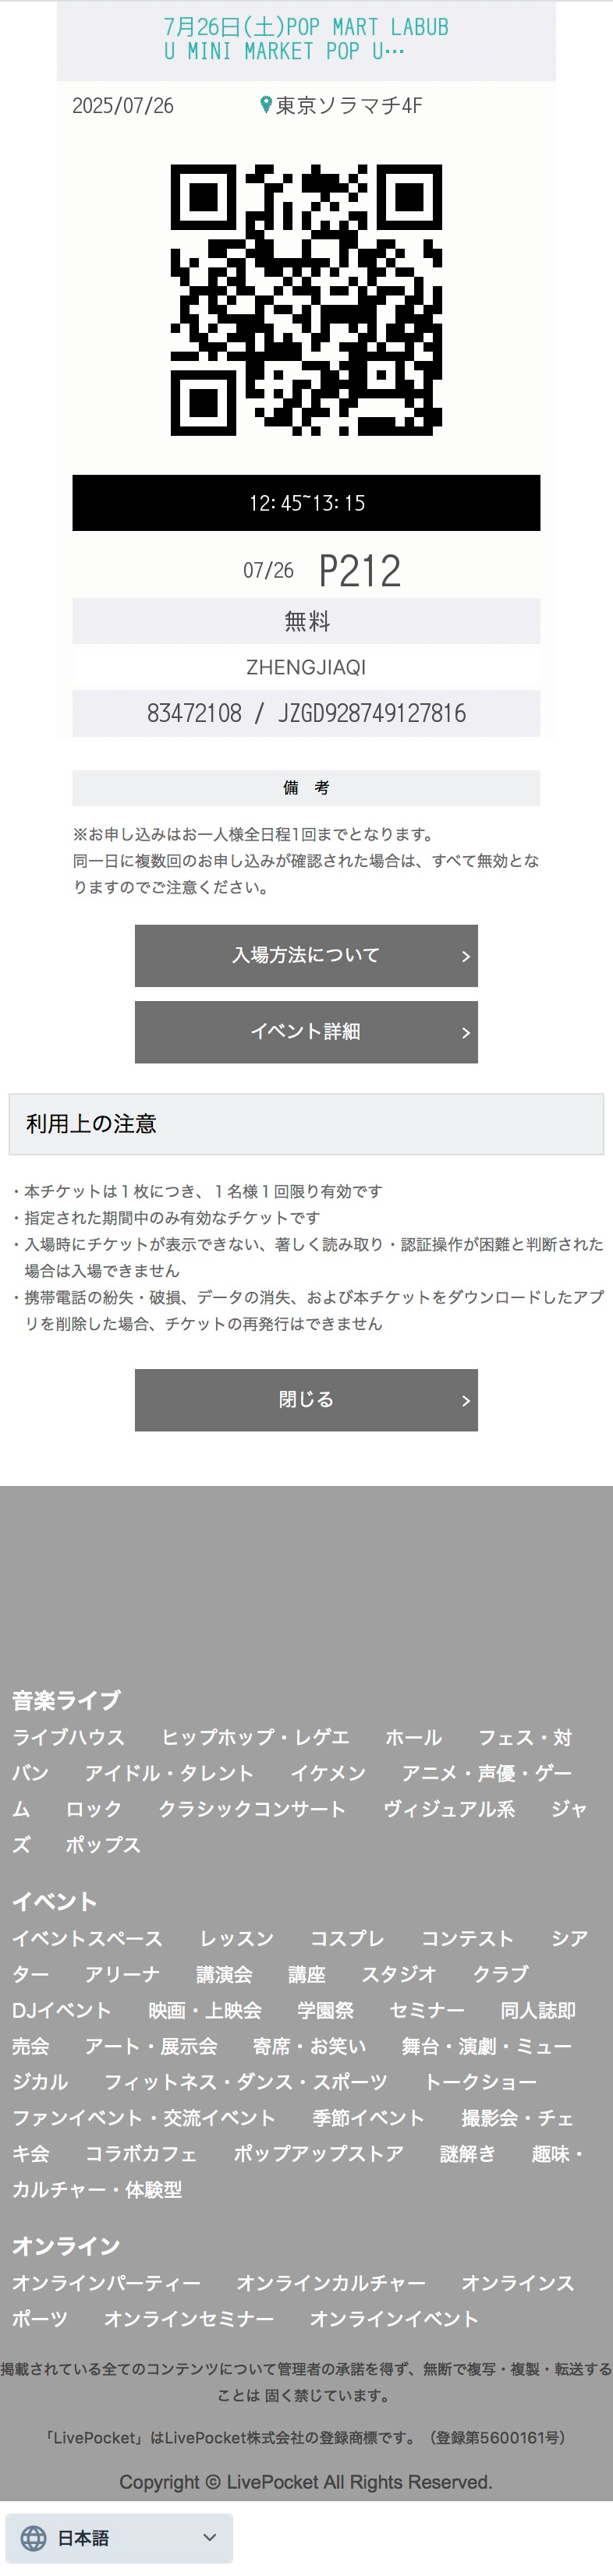 7月26日(土)POP MART LABUB
U MINI MARKET POP U…
2025/07/26
東京ソラマチ4F
12:45~13:15
07/26 P212
無料
ZHENGJIAQI
83472108 / JZGD928749127816
備 考
※お申し込みはお一人様全日程1回までとなります。
同一日に複数回のお申し込みが確認された場合は、すべて無効とな
りますのでご注意ください。
入場方法について
イベント詳細
利用上の注意
・本チケットは１枚につき、１名様１回限り有効です
・指定された期間中のみ有効なチケットです
・入場時にチケットが表示できない、著しく読み取り・認証操作が困難と判断された
場合は入場できません
・携帯電話の紛失・破損、データの消失、および本チケットをダウンロードしたアプ
リを削除した場合、チケットの再発行はできません
閉じる
音楽ライブ
ライブハウス ヒップホップ・レゲエ ホール フェス・対
バン アイドル・タレント イケメン アニメ・声優・ゲー
ム ロック クラシックコンサート ヴィジュアル系 ジャ
ズ ポップス
イベント
イベントスペース レッスン コスプレ コンテスト シア
ター アリーナ 講演会 講座 スタジオ クラブ
DJイベント 映画・上映会 学園祭 セミナー 同人誌即
売会 アート・展示会 寄席・お笑い 舞台・演劇・ミュー
ジカル フィットネス・ダンス・スポーツ トークショー
ファンイベント・交流イベント 季節イベント 撮影会・チェ
キ会 コラボカフェ ポップアップストア 謎解き 趣味・
カルチャー・体験型
オンライン
オンラインパーティー オンラインカルチャー オンラインス
ポーツ オンラインセミナー オンラインイベント
掲載されている全てのコンテンツについて管理者の承諾を得ず、無断で複写・複製・転送する
ことは 固く禁じています。
「LivePocket」はLivePocket株式会社の登録商標です。（登録第5600161号）
Copyright © LivePocket All Rights Reserved.
日本語